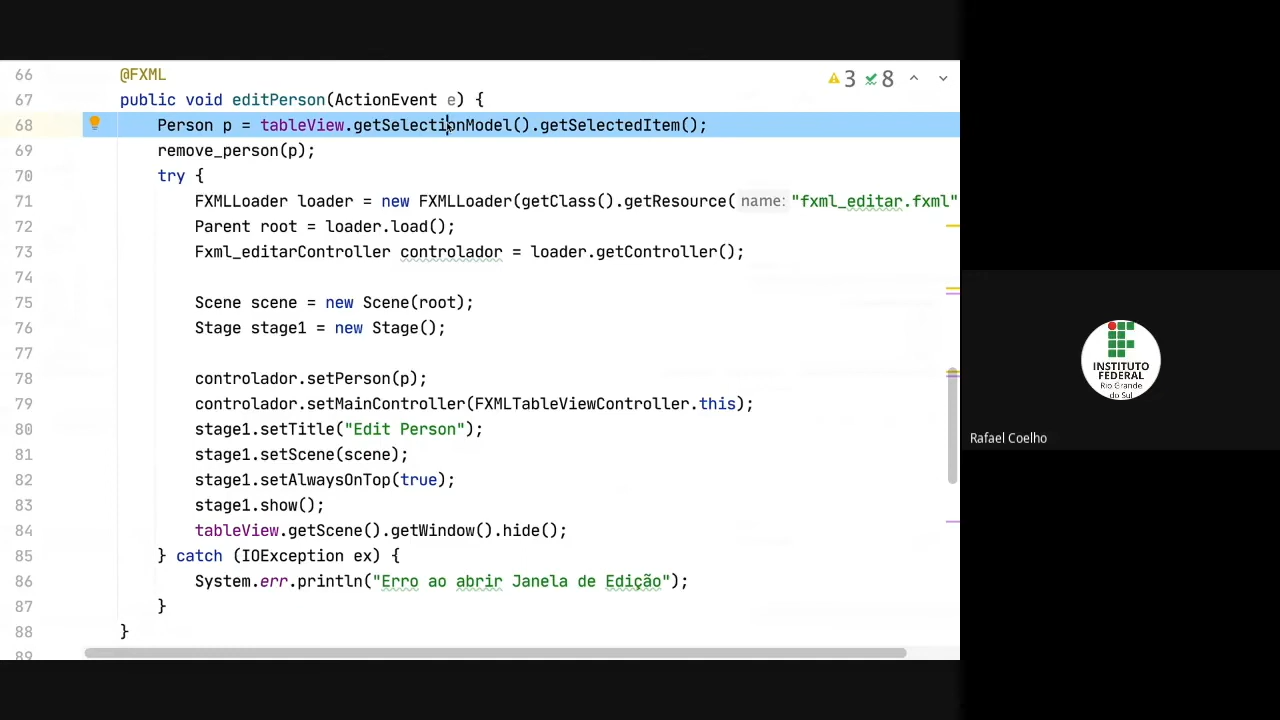 66 @FXML
3 8
67 public void editPerson(ActionEvent e) {
68 Person p = tableView.getSelectionModel().getSelectedItem();
69 remove_person(p);
70 try {
71 FXMLLoader loader = new FXMLLoader(getClass().getResource( name: "fxml_editar.fxml"
72 Parent root = loader.load();
73 Fxml_editarController controlador = loader.getController();
74
75 Scene scene = new Scene(root);
76 Stage stage1 = new Stage();
77
78 controlador.setPerson(p);
79 controlador.setMainController(FXMLTableViewController.this);
80 stage1.setTitle("Edit Person");
81 stage1.setScene(scene);
82 stage1.setAlwaysOnTop(true);
83 stage1.show();
84 tableView.getScene().getWindow().hide();
85 } catch (IOException ex) {
86 System.err.println("Erro ao abrir Janela de Edição");
87 }
88 }
89
INSTITUTO
FEDERAL
Rio Grande
do Sul
Rafael Coelho